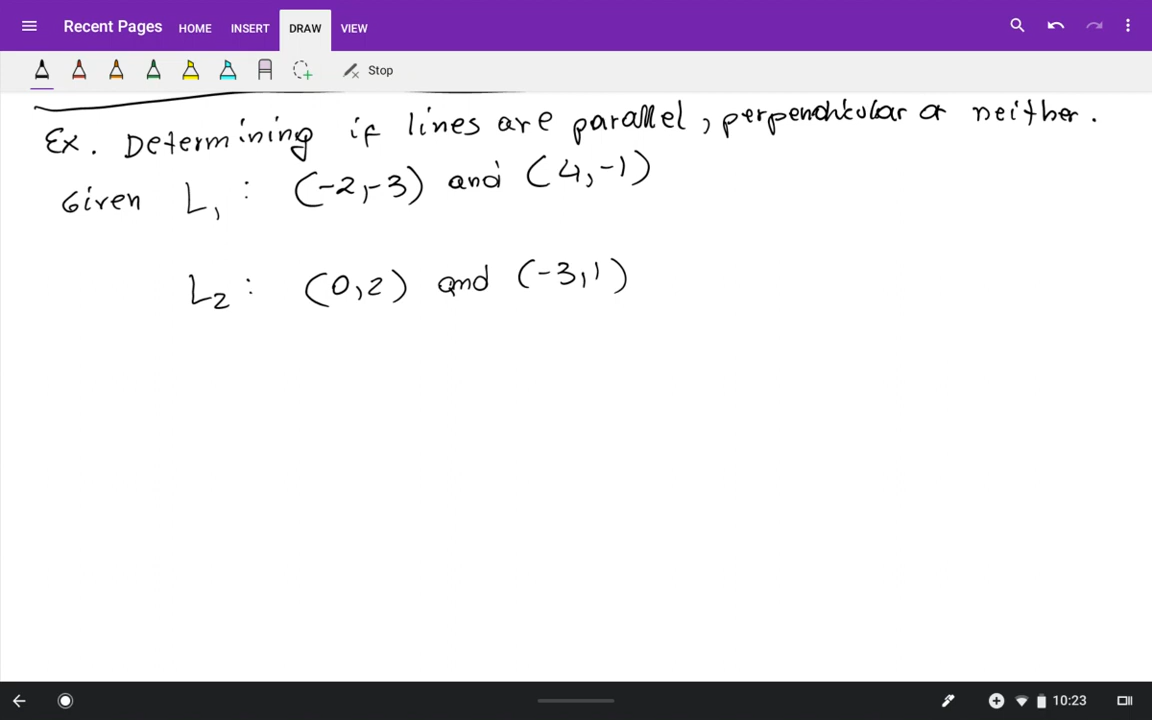 Recent Pages HOME INSERT DRAW VIEW
Stop
Ex. Determining if lines are parallel, perpendicular or neither.
Given L₁ : (-2,-3) and (4,-1)
L₂ : (0,2) and (-3,1)
10:23